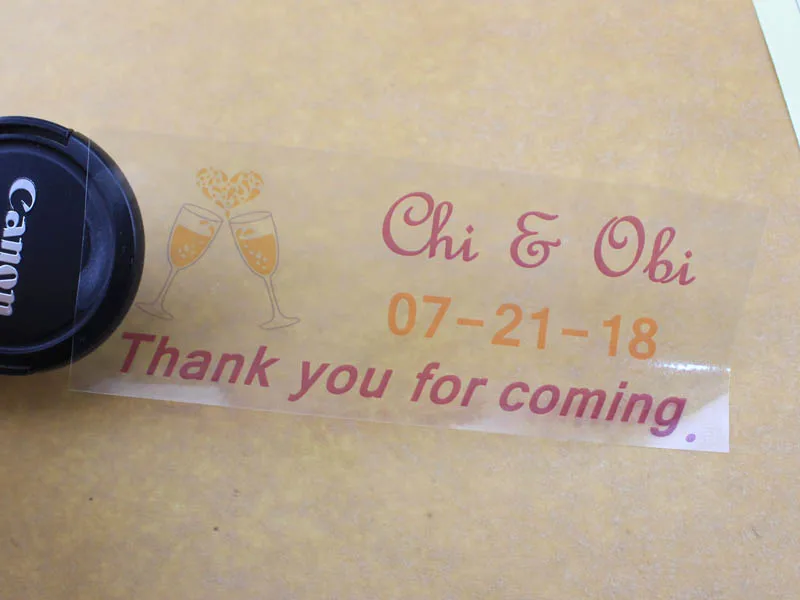 Canon
Chi & Obi
07-21-18
Thank you for coming.